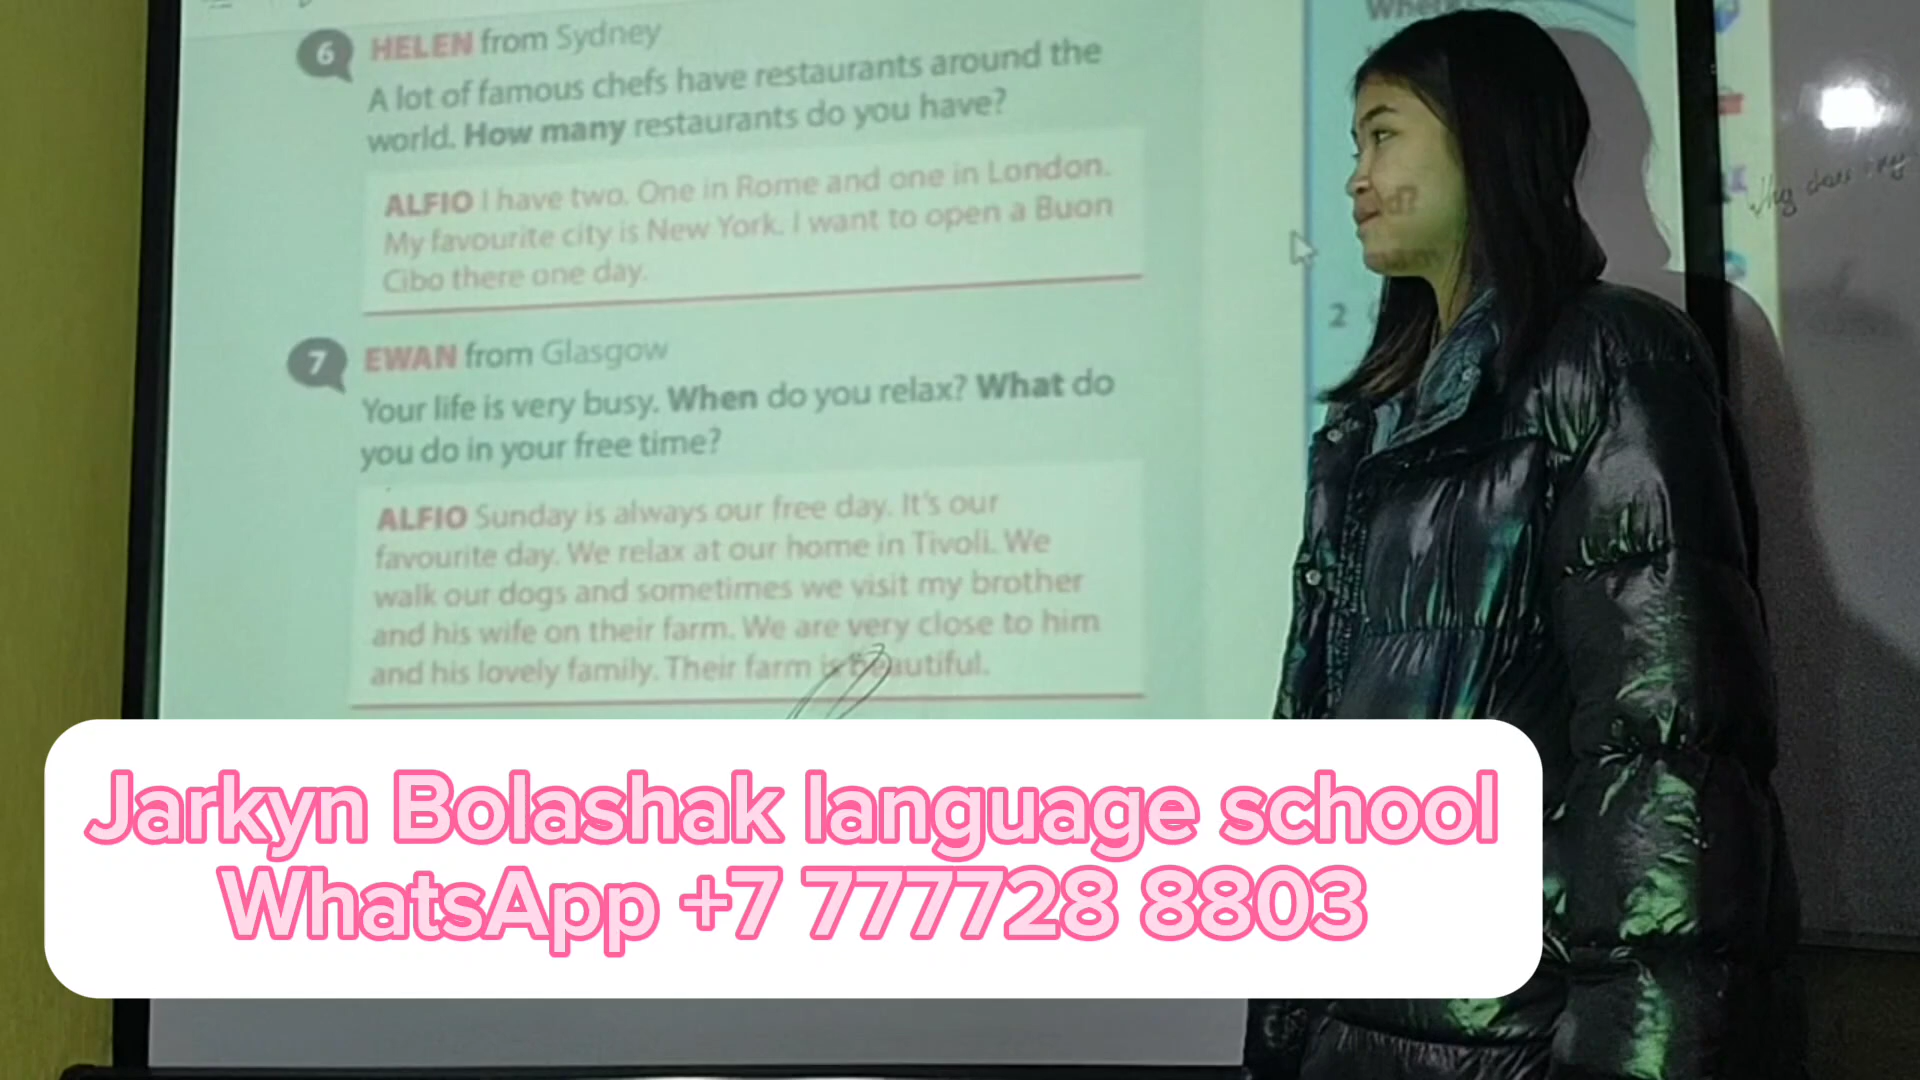 6 HELEN from Sydney
A lot of famous chefs have restaurants around the
world. How many restaurants do you have?
ALFIO I have two. One in Rome and one in London.
My favourite city is New York. I want to open a Buon
Cibo there one day.
7 EWAN from Glasgow
Your life is very busy. When do you relax? What do
you do in your free time?
ALFIO Sunday is always our free day. It's our
favourite day. We relax at our home in Tivoli. We
walk our dogs and sometimes we visit my brother
and his wife on their farm. We are very close to him
and his lovely family. Their farm is beautiful.
2
Jarkyn Bolashak language school
WhatsApp +7 777728 8803